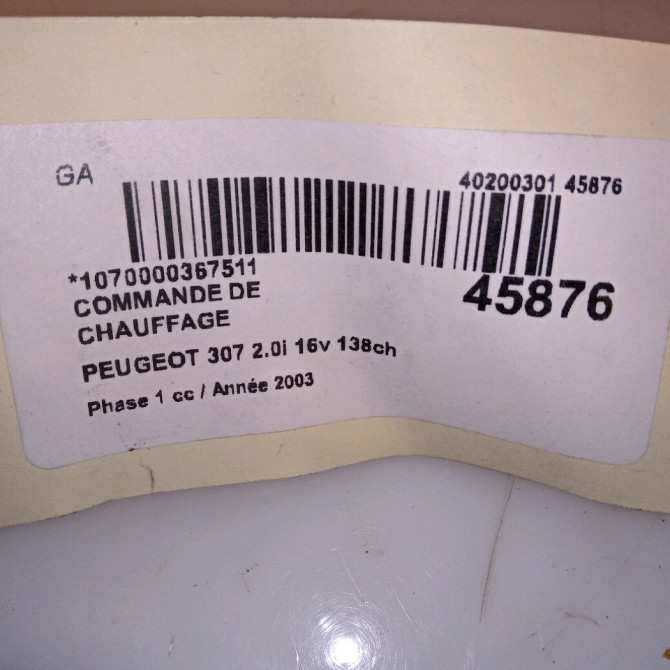 GA
40200301 45876
*1070000367511
45876
COMMANDE DE
CHAUFFAGE
PEUGEOT 307 2.0i 16v 138ch
Phase 1 cc / Année 2003